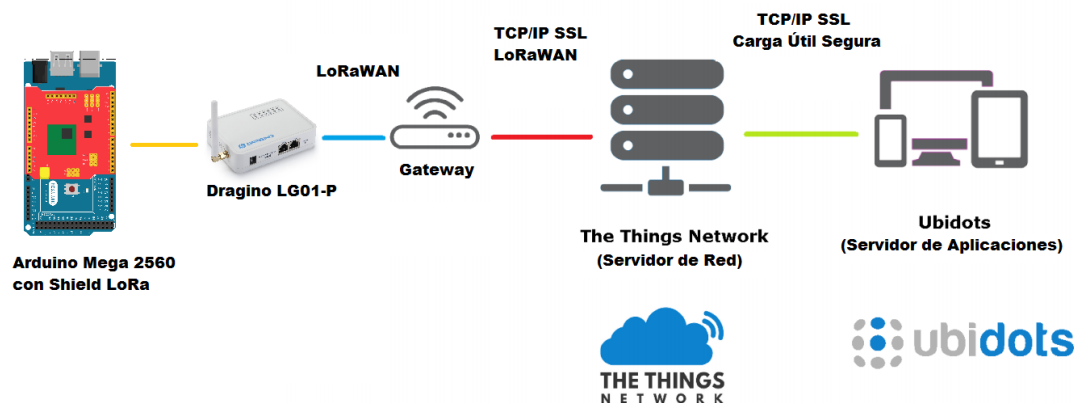 TCP/IP SSL
LoRaWAN
TCP/IP SSL
Carga Útil Segura
LoRaWAN
Gateway
Dragino LG01-P
Arduino Mega 2560
con Shield LoRa
The Things Network
(Servidor de Red)
Ubidots
(Servidor de Aplicaciones)
THE THINGS
NETWORK
ubidots